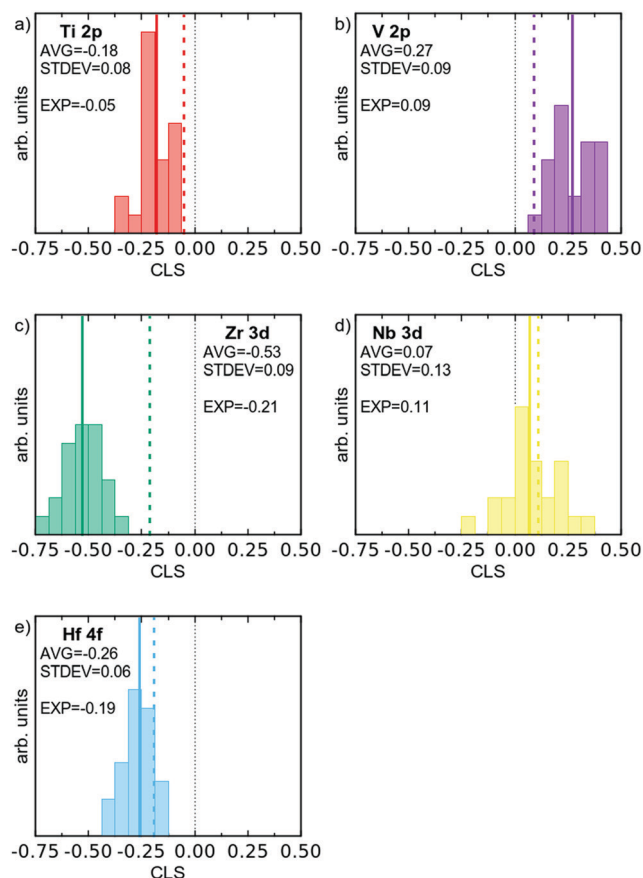 a)
Ti 2p
AVG=-0.18
STDEV=0.08
EXP=-0.05
arb. units
-0.75 -0.50 -0.25 0.00 0.25 0.50
CLS
b)
V 2p
AVG=0.27
STDEV=0.09
EXP=0.09
arb. units
-0.75 -0.50 -0.25 0.00 0.25 0.50
CLS
c)
Zr 3d
AVG=-0.53
STDEV=0.09
EXP=-0.21
arb. units
-0.75 -0.50 -0.25 0.00 0.25 0.50
CLS
d)
Nb 3d
AVG=0.07
STDEV=0.13
EXP=0.11
arb. units
-0.75 -0.50 -0.25 0.00 0.25 0.50
CLS
e)
Hf 4f
AVG=-0.26
STDEV=0.06
EXP=-0.19
arb. units
-0.75 -0.50 -0.25 0.00 0.25 0.50
CLS